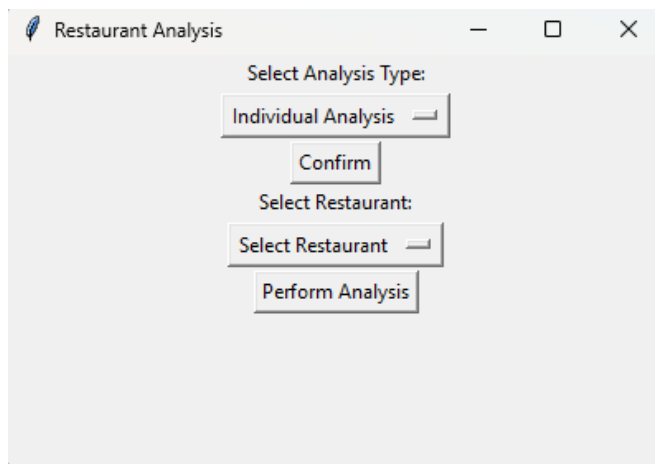 Restaurant Analysis
Select Analysis Type:
Individual Analysis
Confirm
Select Restaurant:
Select Restaurant
Perform Analysis